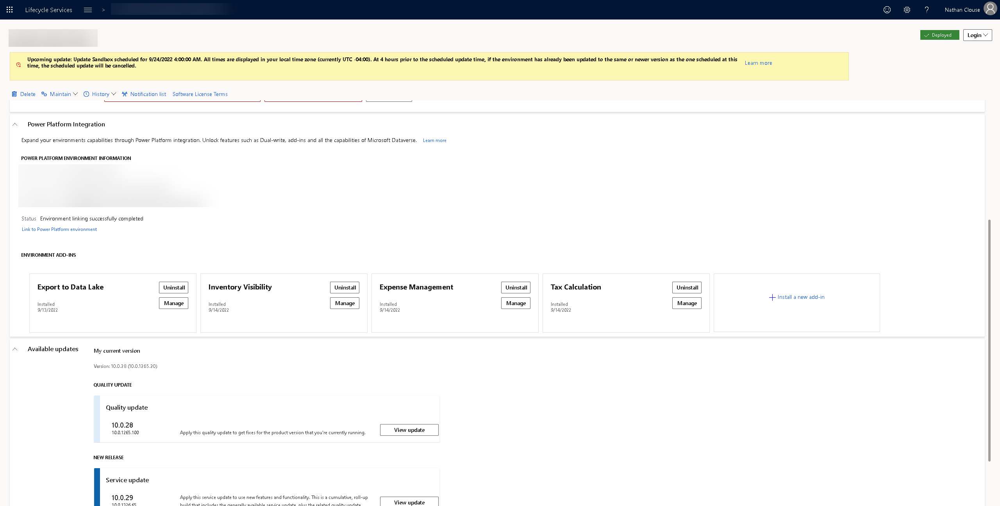 Lifecycle Services
>
Nathan Clouse
Deployed
Login
Upcoming update: Update Sandbox scheduled for 9/24/2022 4:00:00 AM. All times are displayed in your local time zone (currently UTC -04:00). At 4 hours prior to the scheduled update time, if the environment has already been updated to the same or newer version as the one scheduled at this
time, the scheduled update will be cancelled.
Learn more
Delete
Maintain
History
Notification list
Software License Terms
Power Platform Integration
Expand your environments capabilities through Power Platform integration. Unlock features such as Dual-write, add-ins and all the capabilities of Microsoft Dataverse. Learn more
POWER PLATFORM ENVIRONMENT INFORMATION
Status Environment linking successfully completed
Link to Power Platform environment
ENVIRONMENT ADD-INS
Export to Data Lake
Uninstall
Manage
Installed
9/13/2022
Inventory Visibility
Uninstall
Manage
Installed
9/14/2022
Expense Management
Uninstall
Manage
Installed
9/14/2022
Tax Calculation
Uninstall
Manage
Installed
9/14/2022
Install a new add-in
Available updates
My current version
Version: 10.0.28 (10.0.1265.20)
QUALITY UPDATE
Quality update
10.0.28
10.0.1265.100
Apply this quality update to get fixes for the product version that you're currently running.
View update
NEW RELEASE
Service update
10.0.29
10.0.1326.65
Apply this service update to use new features and functionality. This is a cumulative, roll-up
build that includes the generally available service update, plus the related quality update
View update